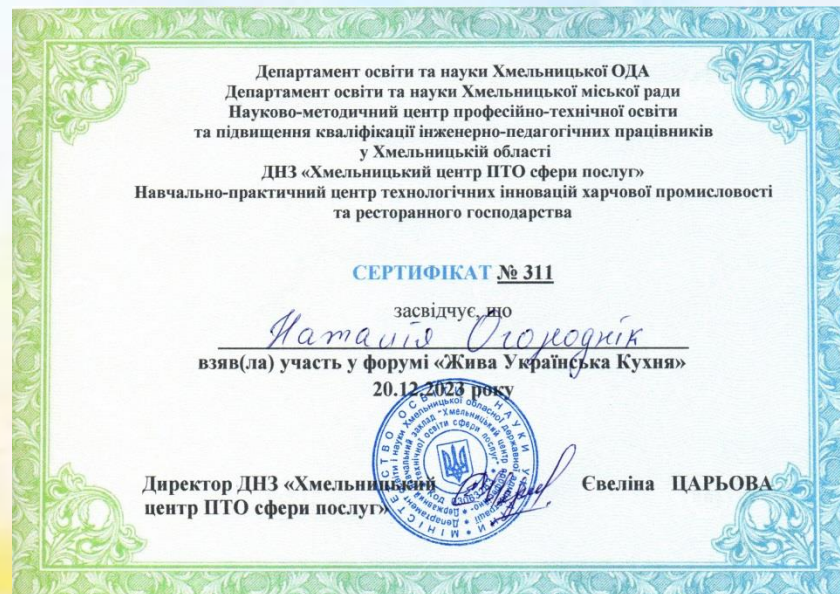 Департамент освіти та науки Хмельницької ОДА
Департамент освіти та науки Хмельницької міської ради
Науково-методичний центр професійно-технічної освіти
та підвищення кваліфікації інженерно-педагогічних працівників
у Хмельницькій області
ДНЗ «Хмельницький центр ПТО сфери послуг»
Навчально-практичний центр технологічних інновацій харчової промисловості
та ресторанного господарства
СЕРТИФІКАТ № 311
засвідчує, що
Наталія Огороднік
взяв(ла) участь у форумі «Жива Українська Кухня»
20.12.2023 року
МІНІСТЕРСТВО ОСВІТИ І НАУКИ
Директор ДНЗ «Хмельницький Євеліна ЦАРЬОВА
центр ПТО сфери послуг»